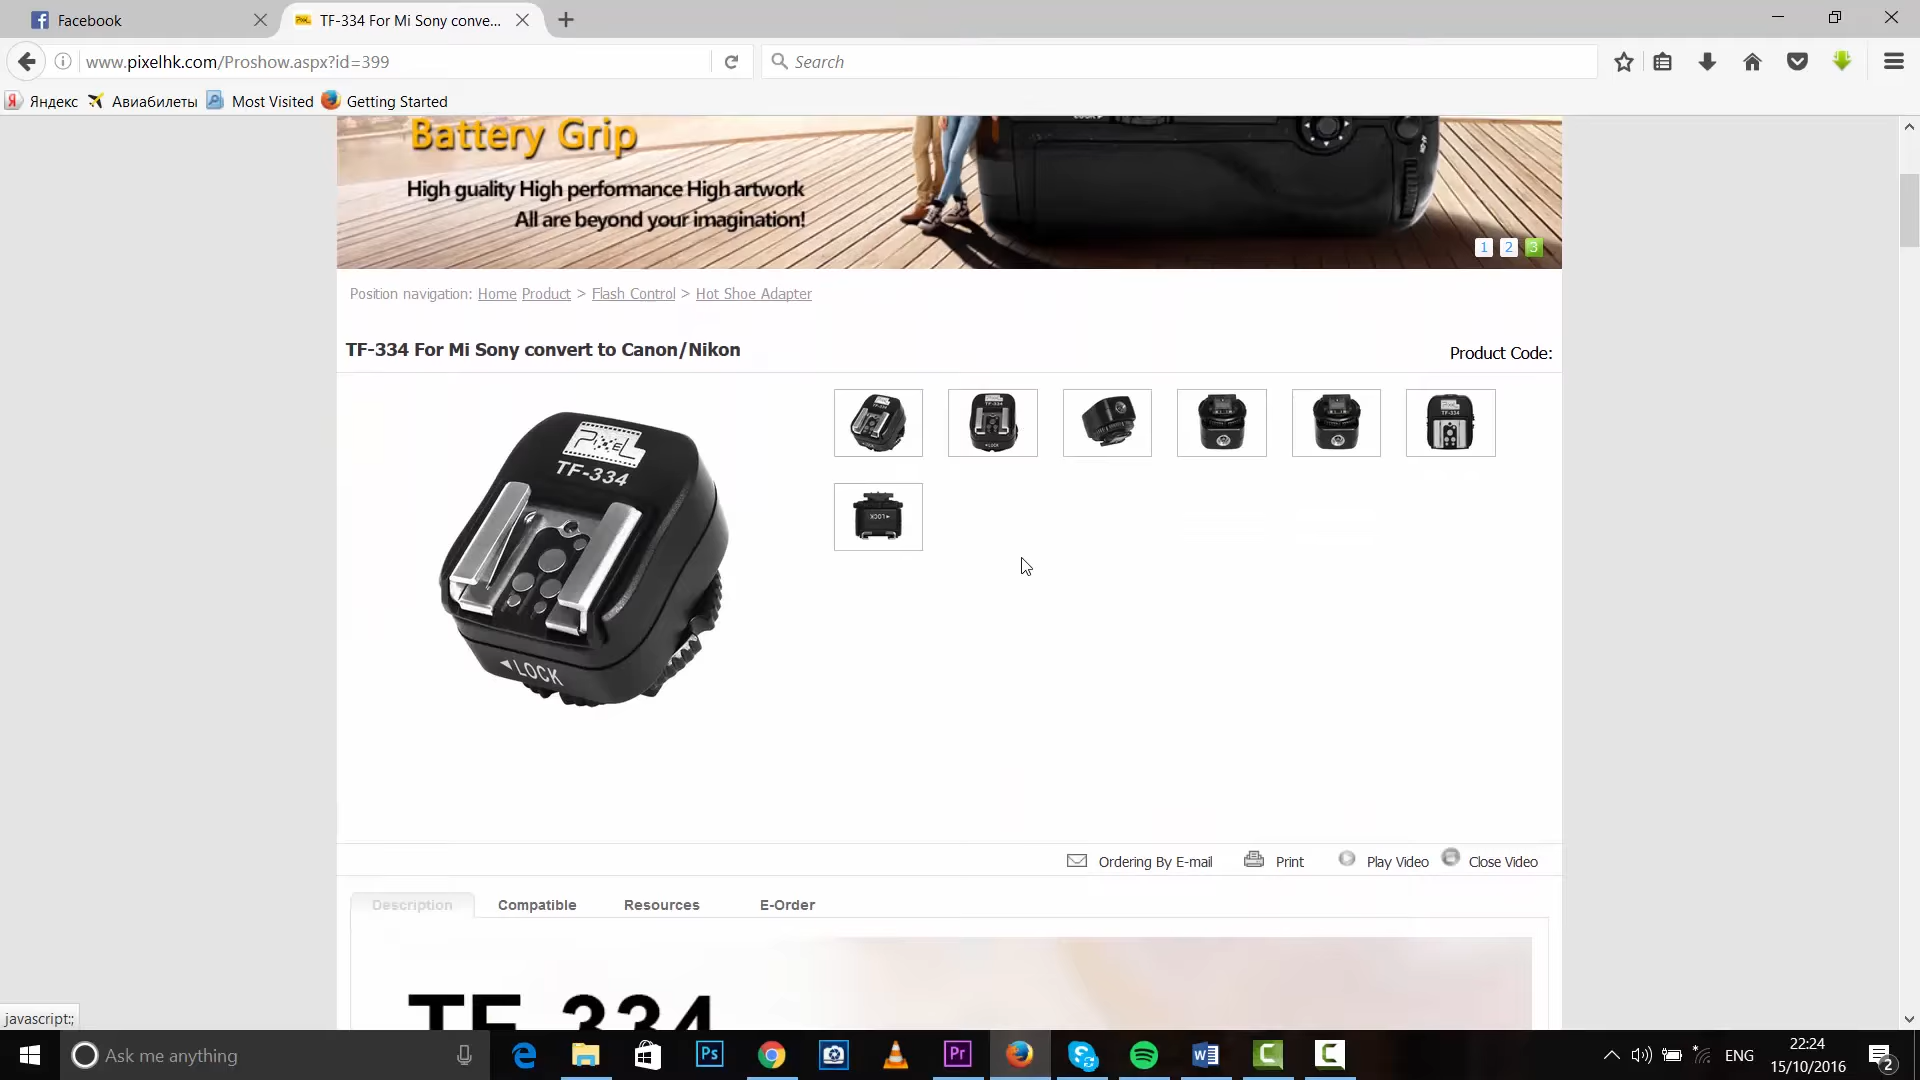 Facebook
TF-334 For Mi Sony conve...
www.pixelhk.com/Proshow.aspx?id=399
Search
Яндекс
Авиабилеты
Most Visited
Getting Started
Battery Grip
High guality High performance High artwork
All are beyond your imagination!
1 2 3
Position navigation: Home Product > Flash Control > Hot Shoe Adapter
TF-334 For Mi Sony convert to Canon/Nikon
Product Code:
PIXEL
TF-334
LOCK
Ordering By E-mail
Print
Play Video
Close Video
Description
Compatible
Resources
E-Order
TF-334
javascript:;
Ask me anything
ENG
22:24
15/10/2016
2